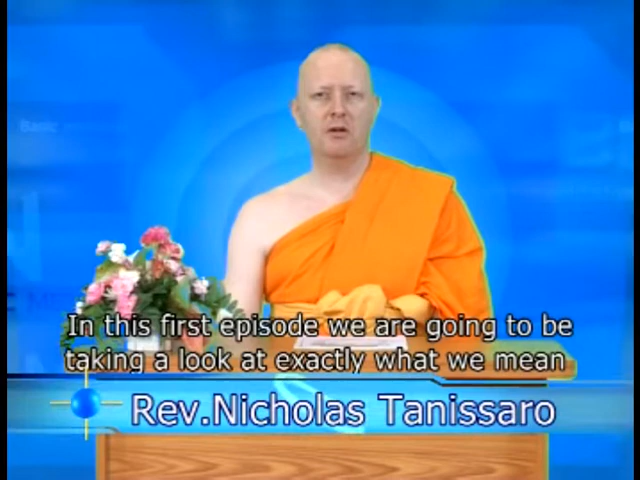 Basic
In this first episode we are going to be
taking a look at exactly what we mean
Rev.Nicholas Tanissaro